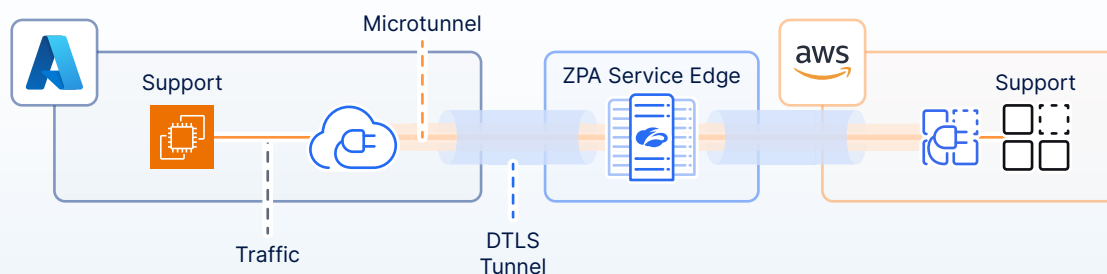 Microtunnel
Support
ZPA Service Edge
aws
Support
Traffic
DTLS
Tunnel